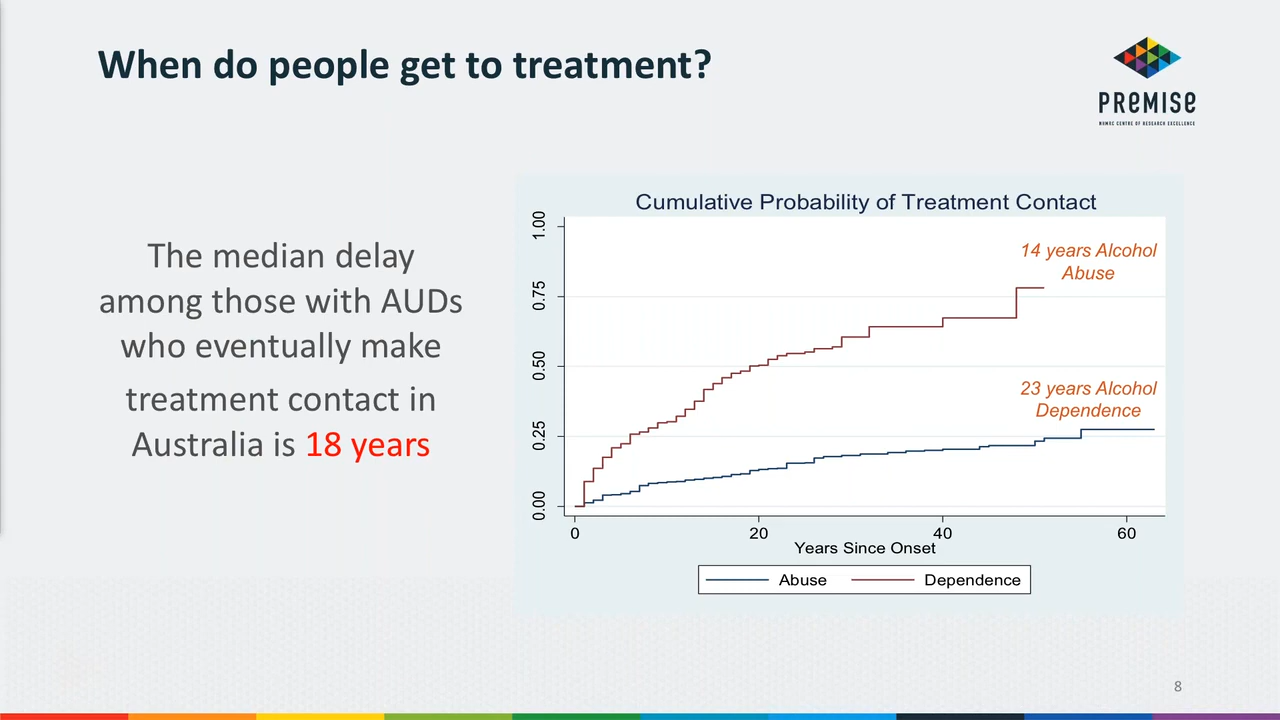 When do people get to treatment?
PREMISE
NHMRC CENTRE OF RESEARCH EXCELLENCE
The median delay
among those with AUDs
who eventually make
treatment contact in
Australia is 18 years
Cumulative Probability of Treatment Contact
1.00
0.75
0.50
0.25
0.00
14 years Alcohol
Abuse
23 years Alcohol
Dependence
0 20 40 60
Years Since Onset
Abuse Dependence
8